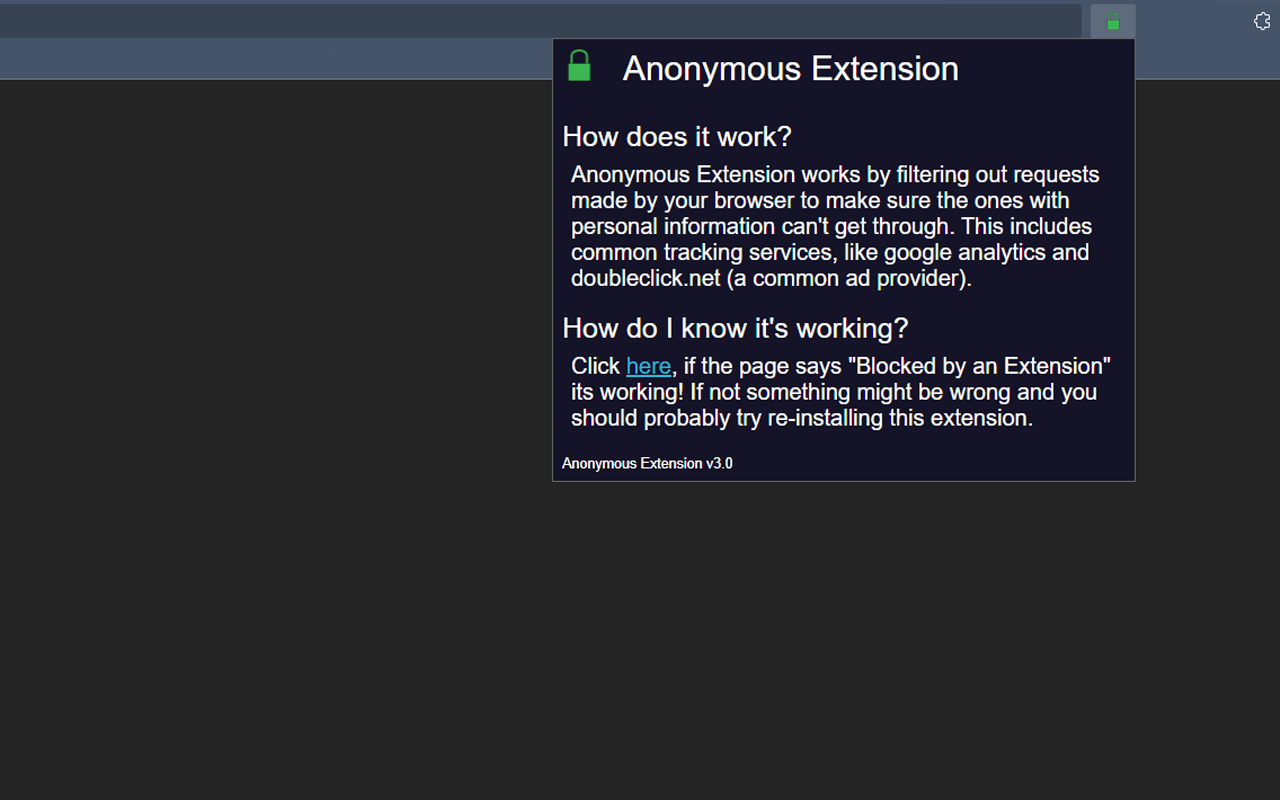 Anonymous Extension
How does it work?
Anonymous Extension works by filtering out requests
made by your browser to make sure the ones with
personal information can't get through. This includes
common tracking services, like google analytics and
doubleclick.net (a common ad provider).
How do I know it's working?
Click here, if the page says "Blocked by an Extension"
its working! If not something might be wrong and you
should probably try re-installing this extension.
Anonymous Extension v3.0